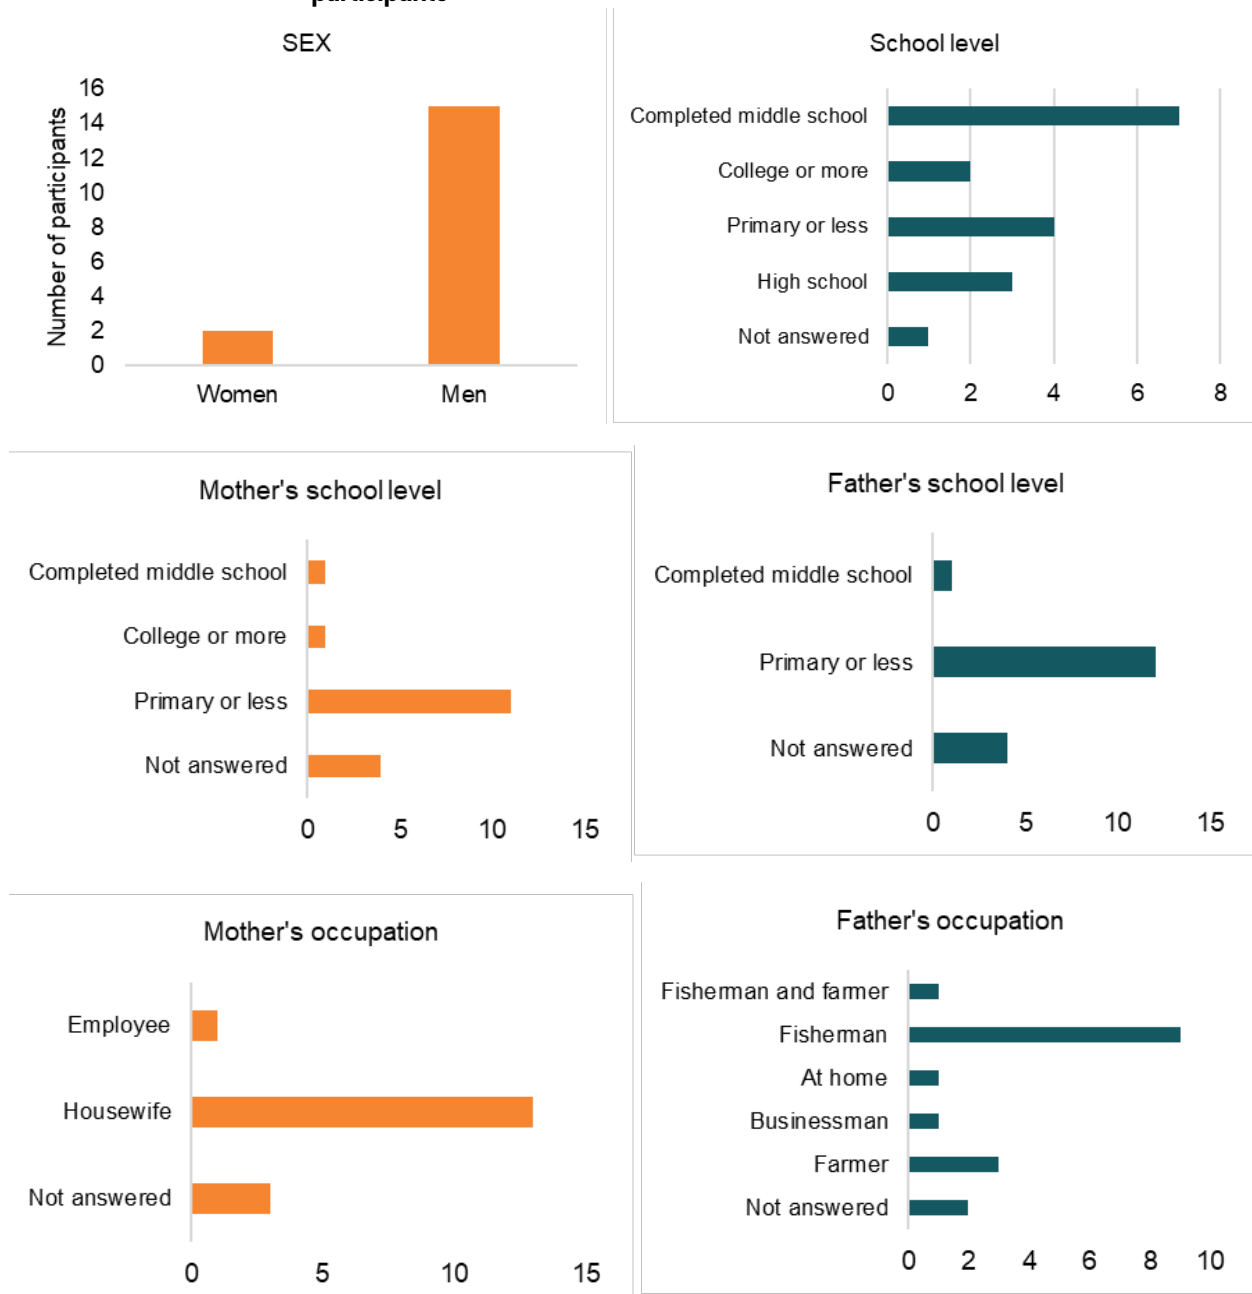 participants
SEX
Number of participants
16
14
12
10
8
6
4
2
0
Women Men
School level
Completed middle school
College or more
Primary or less
High school
Not answered
0 2 4 6 8
Mother's school level
Completed middle school
College or more
Primary or less
Not answered
0 5 10 15
Father's school level
Completed middle school
Primary or less
Not answered
0 5 10 15
Mother's occupation
Employee
Housewife
Not answered
0 5 10 15
Father's occupation
Fisherman and farmer
Fisherman
At home
Businessman
Farmer
Not answered
0 2 4 6 8 10